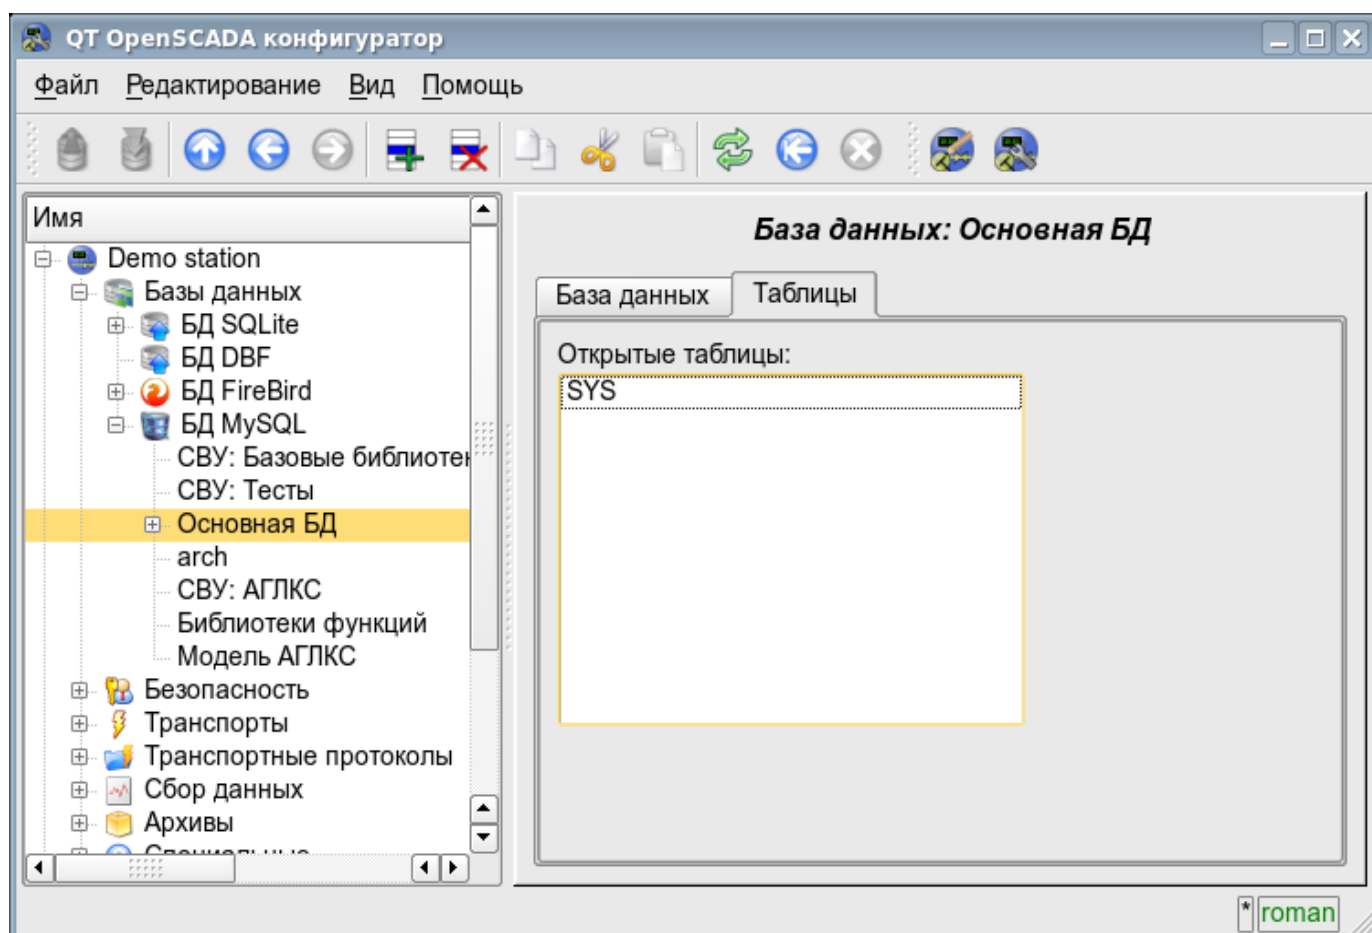 QT OpenSCADA конфигуратор
Файл Редактирование Вид Помощь
Имя
Demo station
Базы данных
БД SQLite
БД DBF
БД FireBird
БД MySQL
СВУ: Базовые
СВУ: Тесты
Основная БД
arch
СВУ: АГЛКС
Библиотеки функций
Модель АГЛКС
Безопасность
Транспорты
Транспортные протоколы
Сбор данных
Архивы
База данных: Основная БД
База данных Таблицы
Открытые таблицы:
SYS
* roman